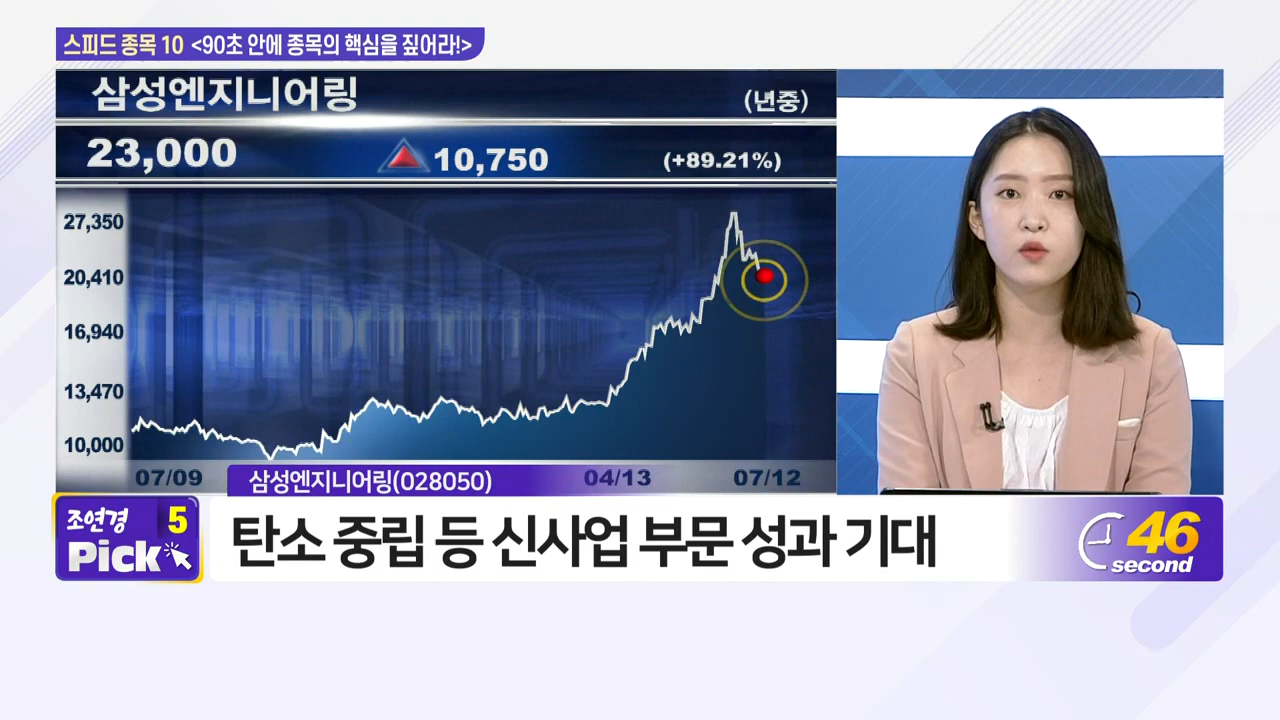 스피드 종목 10 <90초 안에 종목의 핵심을 짚어라!>
삼성엔지니어링
(년중)
23,000
10,750
(+89.21%)
27,350
20,410
16,940
13,470
10,000
07/09
04/13
07/12
삼성엔지니어링(028050)
조연경 5
Pick
탄소 중립 등 신사업 부문 성과 기대
46
second